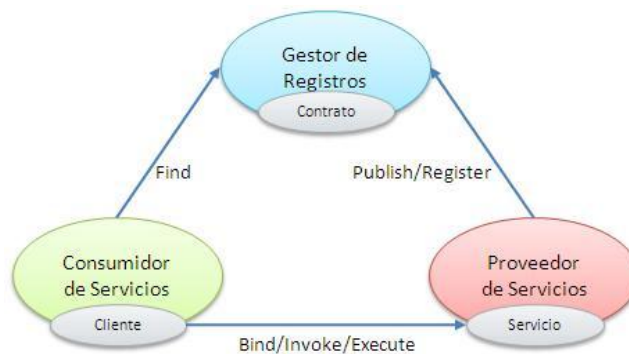 Gestor de
Registros
Contrato
Find
Publish/Register
Consumidor
de Servicios
Cliente
Proveedor
de Servicios
Servicio
Bind/Invoke/Execute